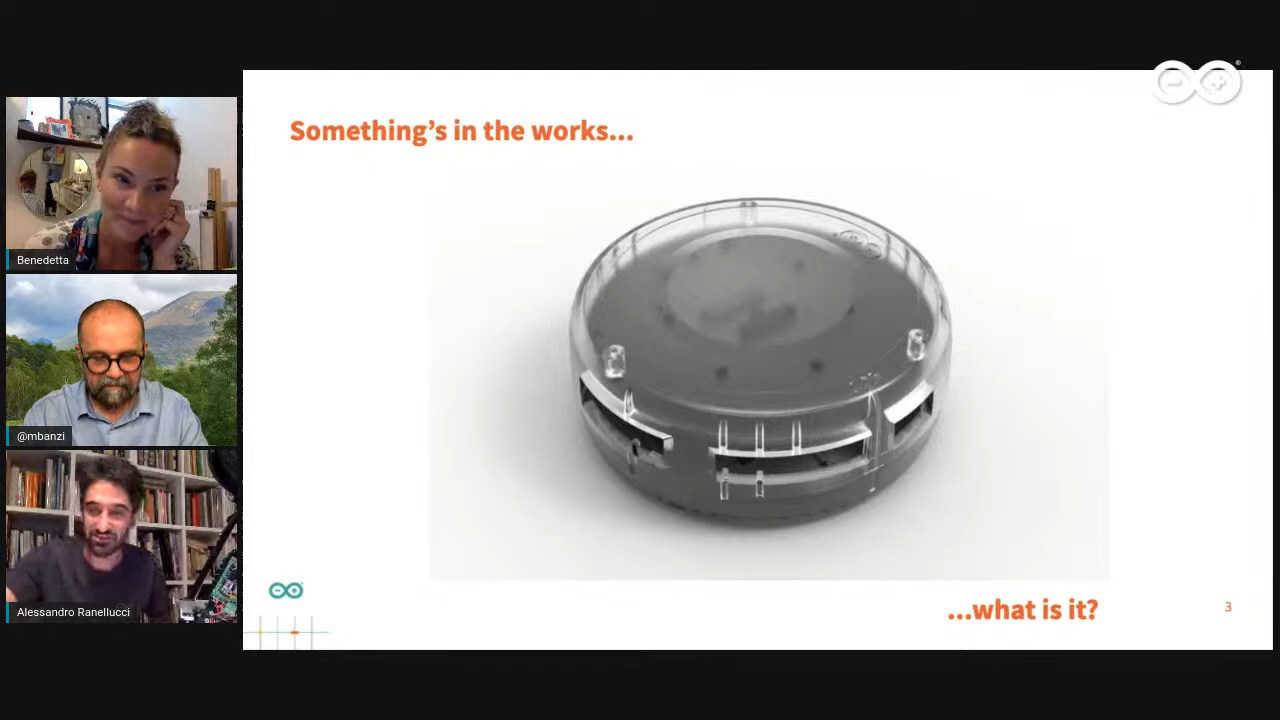 Something's in the works...
Benedetta
@mbanzi
Alessandro Ranellucci
...what is it?
3